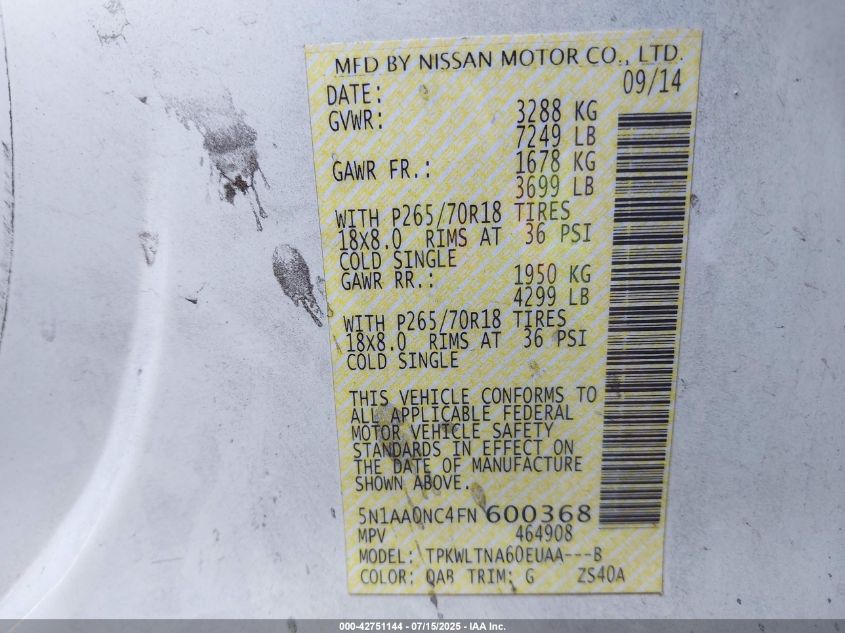 MFD BY NISSAN MOTOR CO., LTD.
DATE: 09/14
GVWR: 3288 KG
7249 LB
GAWR FR.: 1678 KG
3699 LB
WITH P265/70R18 TIRES
18X8.0 RIMS AT 36 PSI
COLD SINGLE
GAWR RR.: 1950 KG
4299 LB
WITH P265/70R18 TIRES
18X8.0 RIMS AT 36 PSI
COLD SINGLE
THIS VEHICLE CONFORMS TO
ALL APPLICABLE FEDERAL
MOTOR VEHICLE SAFETY
STANDARDS IN EFFECT ON
THE DATE OF MANUFACTURE
SHOWN ABOVE.
5N1AA0NC4FN600368
MPV 464908
MODEL: TPKWLTNA60EUAA---B
COLOR: QAB TRIM: G ZS40A
000-42751144 - 07/15/2025 - IAA Inc.